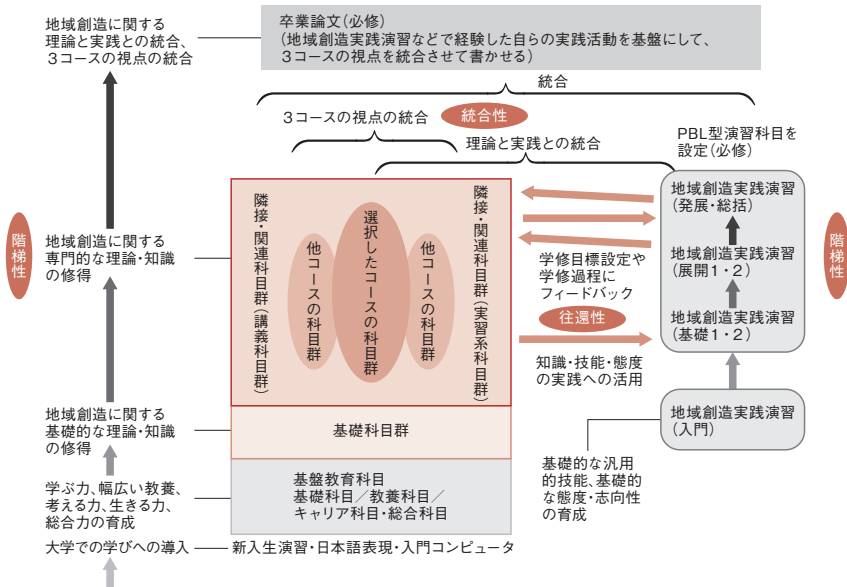 地域創造に関する
理論と実践との統合、
3コースの視点の統合
卒業論文(必修)
(地域創造実践演習などで経験した自らの実践活動を基盤にして、
3コースの視点を統合させて書かせる)
統合
3コースの視点の統合
統合性
理論と実践との統合
PBL型演習科目を
設定(必修)
階梯性
地域創造に関する
専門的な理論・知識
の修得
隣接・関連科目群(講義科目群)
他コースの科目群
選択したコースの科目群
他コースの科目群
隣接・関連科目群(実習系科目群)
学修目標設定や
学修過程に
フィードバック
往還性
知識・技能・態度
の実践への活用
地域創造実践演習
(発展・総括)
地域創造実践演習
(展開1・2)
地域創造実践演習
(基礎1・2)
階梯性
地域創造に関する
基礎的な理論・知識
の修得
基礎科目群
地域創造実践演習
(入門)
学ぶ力、幅広い教養、
考える力、生きる力、
総合力の育成
基盤教育科目
基礎科目/教養科目/
キャリア科目・総合科目
基礎的な汎用
的技能、基礎的
な態度・志向性
の育成
大学での学びへの導入
新入生演習・日本語表現・入門コンピュータ